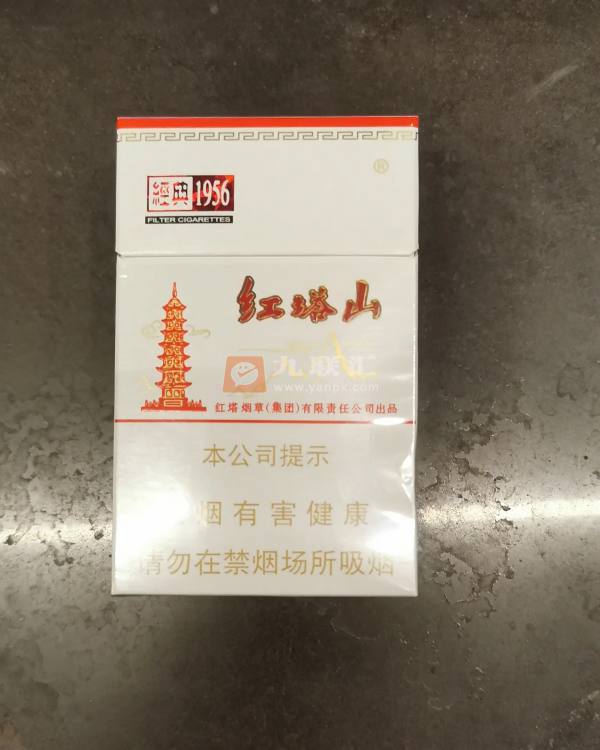 ®
經典1956
FILTER CIGARETTES
红塔山
九联汇
www.yanpk.com
红塔烟草(集团)有限责任公司出品
本公司提示
烟有害健康
请勿在禁烟场所吸烟